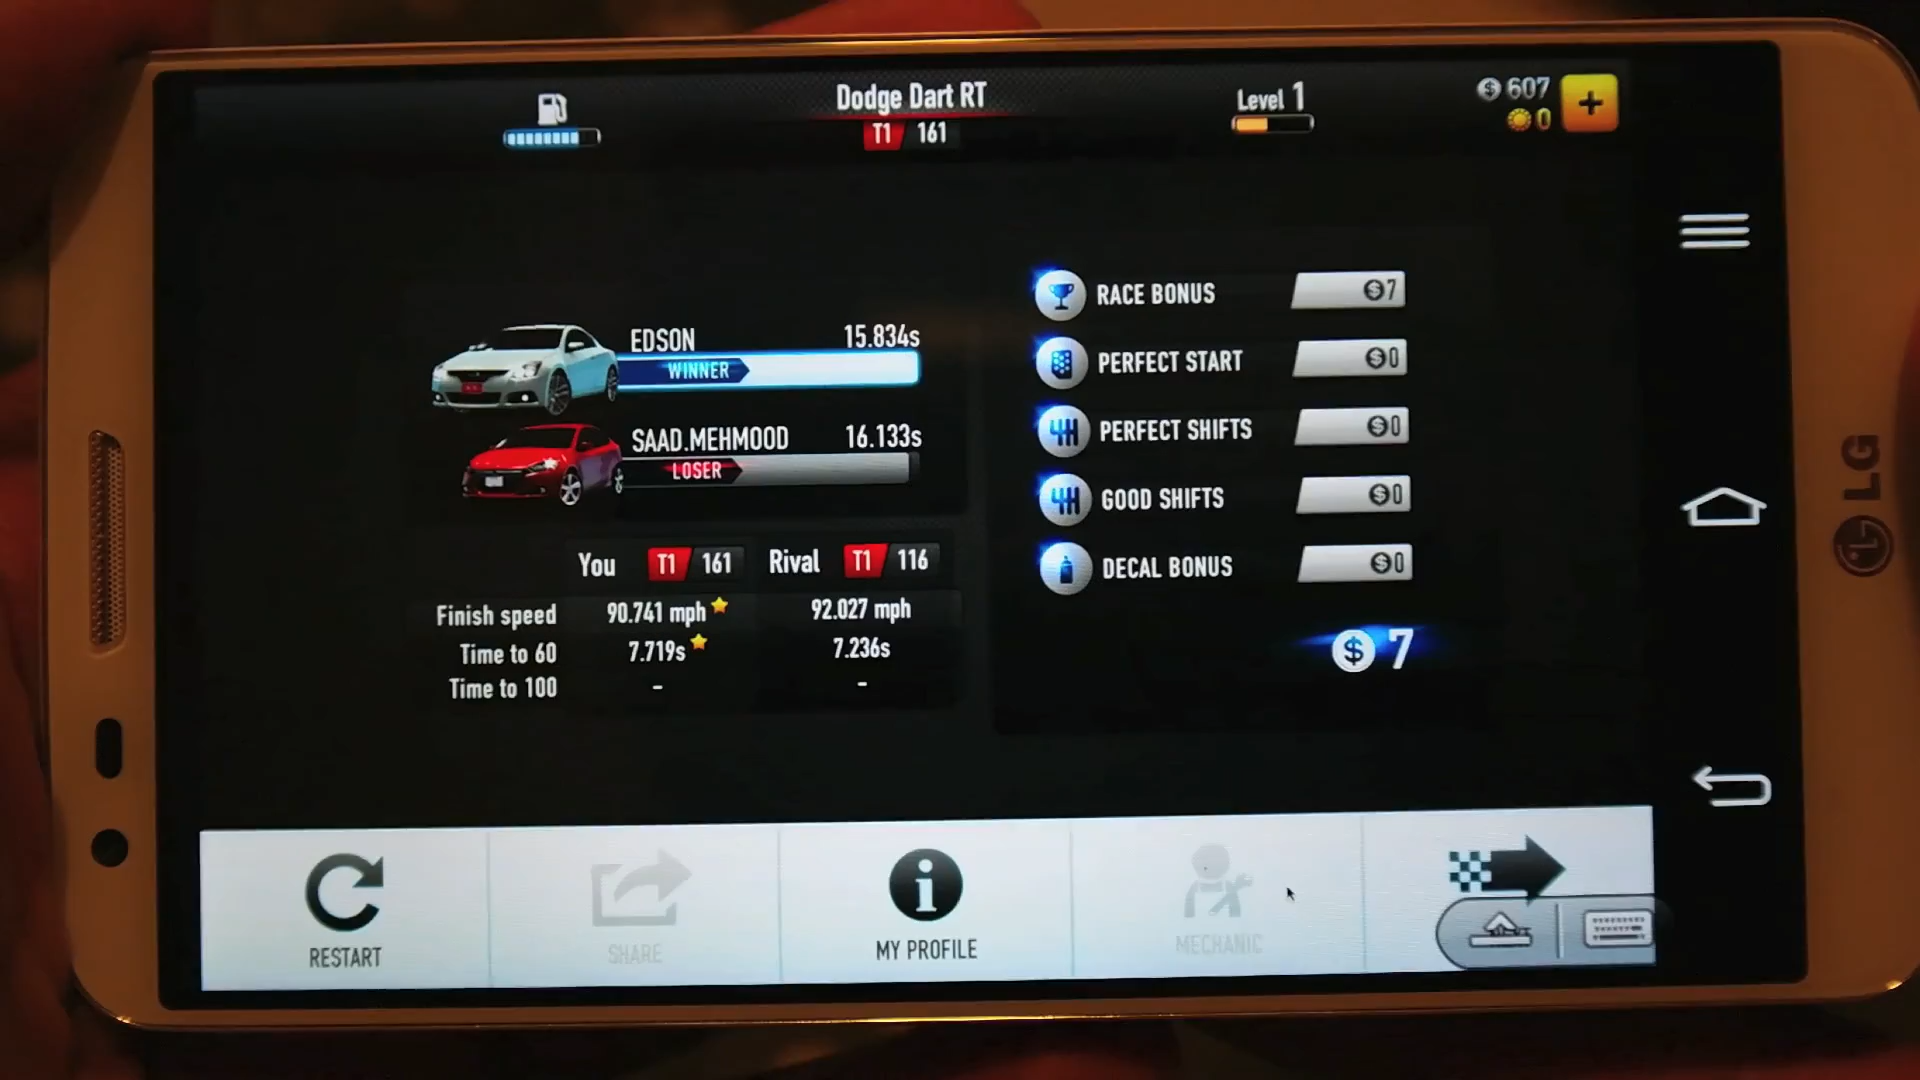 Dodge Dart RT
T1 161
Level 1
607
0
EDSON 15.834s
WINNER
SAAD.MEHMOOD 16.133s
LOSER
You T1 161 Rival T1 116
Finish speed 90.741 mph 92.027 mph
Time to 60 7.719s 7.236s
Time to 100 - -
RACE BONUS $7
PERFECT START $0
PERFECT SHIFTS $0
GOOD SHIFTS $0
DECAL BONUS $0
$ 7
RESTART
SHARE
MY PROFILE
MECHANIC
LG